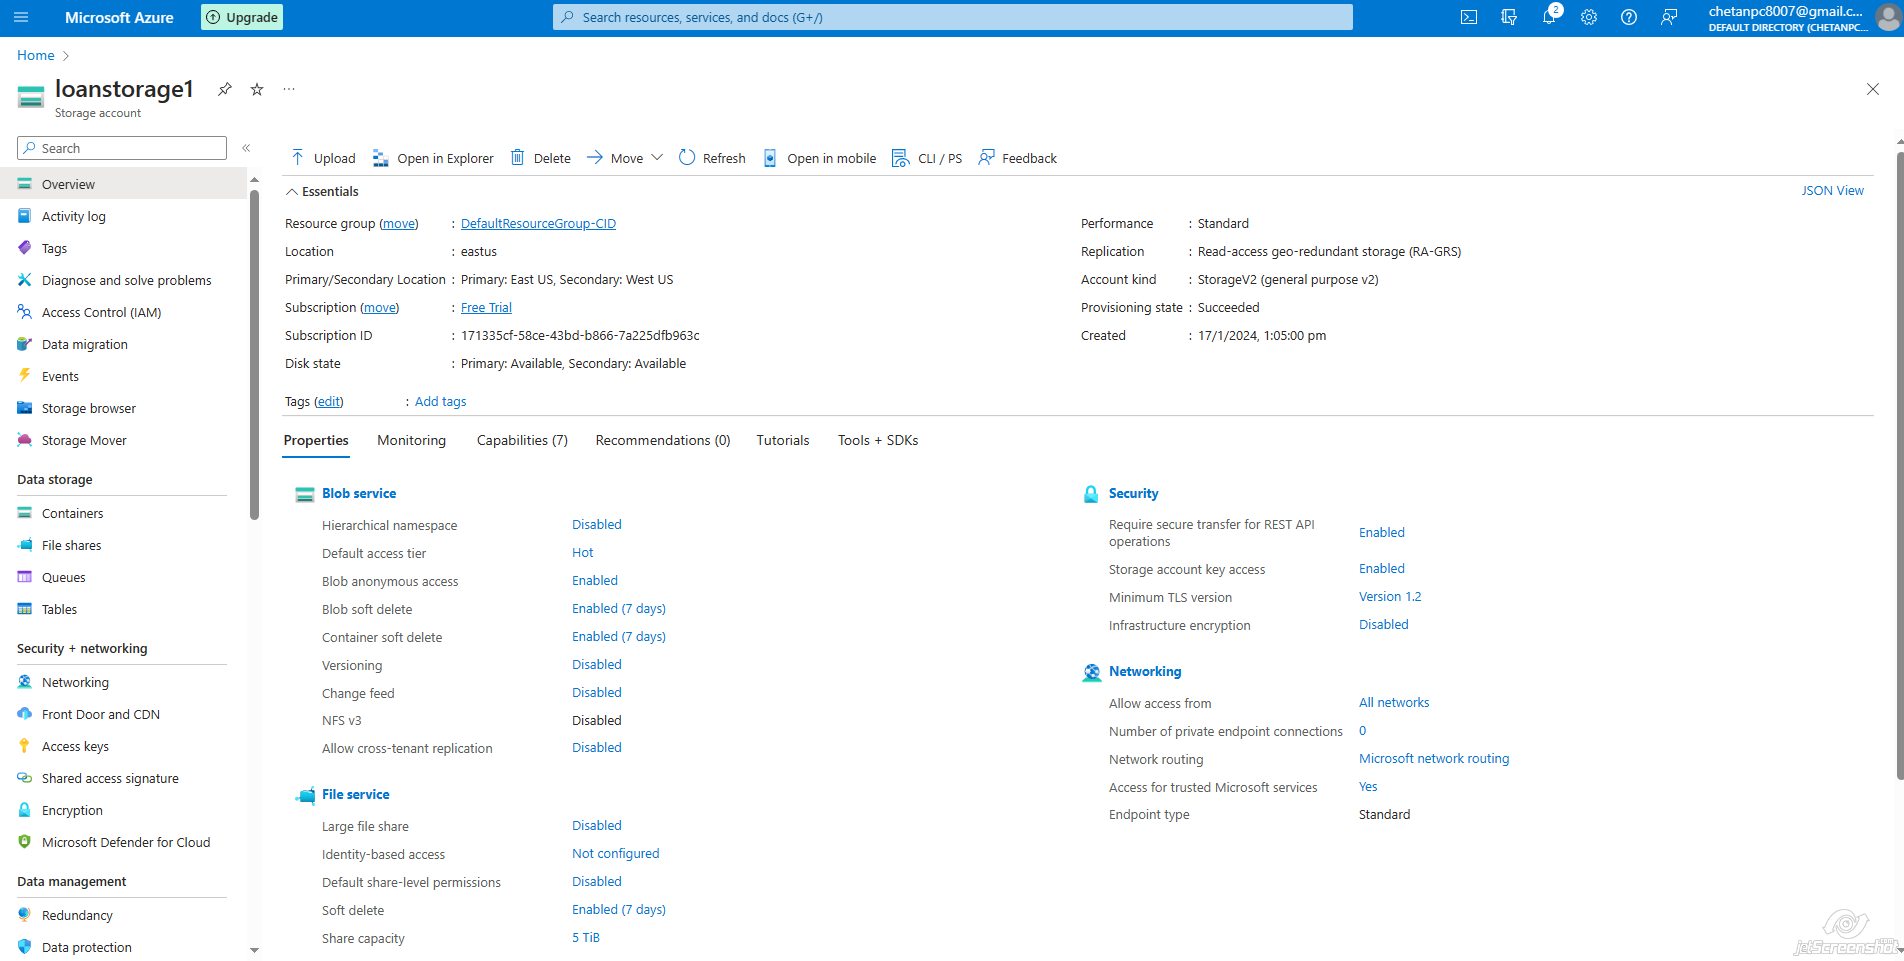 Microsoft Azure
Upgrade
Search resources, services, and docs (G+/)
2
chetanpc8007@gmail.c...
DEFAULT DIRECTORY (CHETANPC...
Home
loanstorage1
Storage account
Search
Overview
Activity log
Tags
Diagnose and solve problems
Access Control (IAM)
Data migration
Events
Storage browser
Storage Mover
Data storage
Containers
File shares
Queues
Tables
Security + networking
Networking
Front Door and CDN
Access keys
Shared access signature
Encryption
Microsoft Defender for Cloud
Data management
Redundancy
Data protection
Upload Open in Explorer Delete Move Refresh Open in mobile CLI / PS Feedback
Essentials
JSON View
Resource group (move) : DefaultResourceGroup-CID
Location : eastus
Primary/Secondary Location : Primary: East US, Secondary: West US
Subscription (move) : Free Trial
Subscription ID : 171335cf-58ce-43bd-b866-7a225dfb963c
Disk state : Primary: Available, Secondary: Available
Performance : Standard
Replication : Read-access geo-redundant storage (RA-GRS)
Account kind : StorageV2 (general purpose v2)
Provisioning state : Succeeded
Created : 17/1/2024, 1:05:00 pm
Tags (edit) : Add tags
Properties Monitoring Capabilities (7) Recommendations (0) Tutorials Tools + SDKs
Blob service
Hierarchical namespace Disabled
Default access tier Hot
Blob anonymous access Enabled
Blob soft delete Enabled (7 days)
Container soft delete Enabled (7 days)
Versioning Disabled
Change feed Disabled
NFS v3 Disabled
Allow cross-tenant replication Disabled
File service
Large file share Disabled
Identity-based access Not configured
Default share-level permissions Disabled
Soft delete Enabled (7 days)
Share capacity 5 TiB
Security
Require secure transfer for REST API
operations Enabled
Storage account key access Enabled
Minimum TLS version Version 1.2
Infrastructure encryption Disabled
Networking
Allow access from All networks
Number of private endpoint connections 0
Network routing Microsoft network routing
Access for trusted Microsoft services Yes
Endpoint type Standard
jetScreenshot
.com